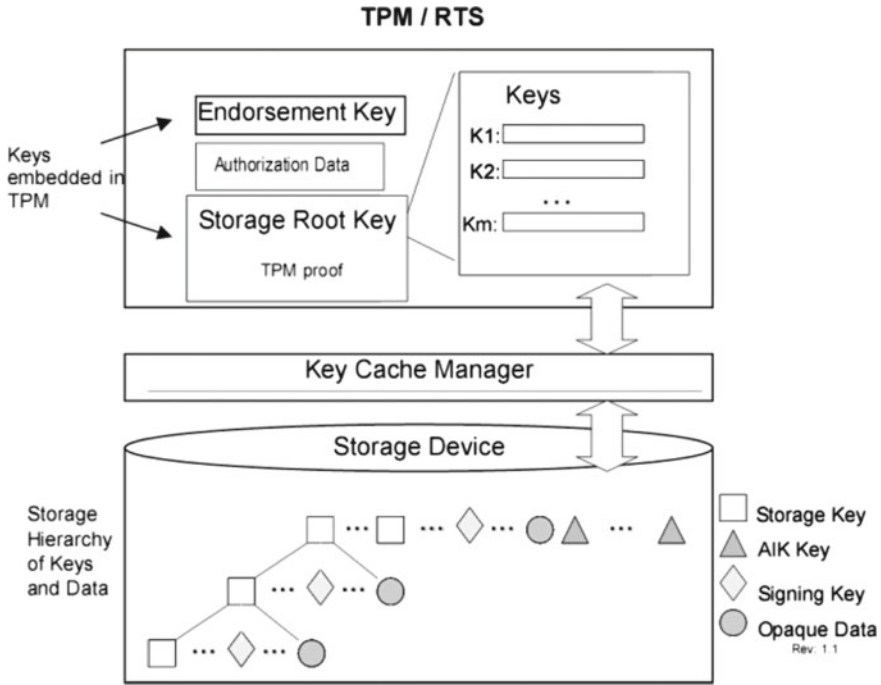 TPM / RTS
Endorsement Key
Authorization Data
Storage Root Key
TPM proof
Keys
K1:
K2:
...
Km:
Keys
embedded in
TPM
Key Cache Manager
Storage Device
Storage
Hierarchy
of Keys
and Data
... ... ... ...
... ...
... ...
Storage Key
AIK Key
Signing Key
Opaque Data
Rev: 1.1